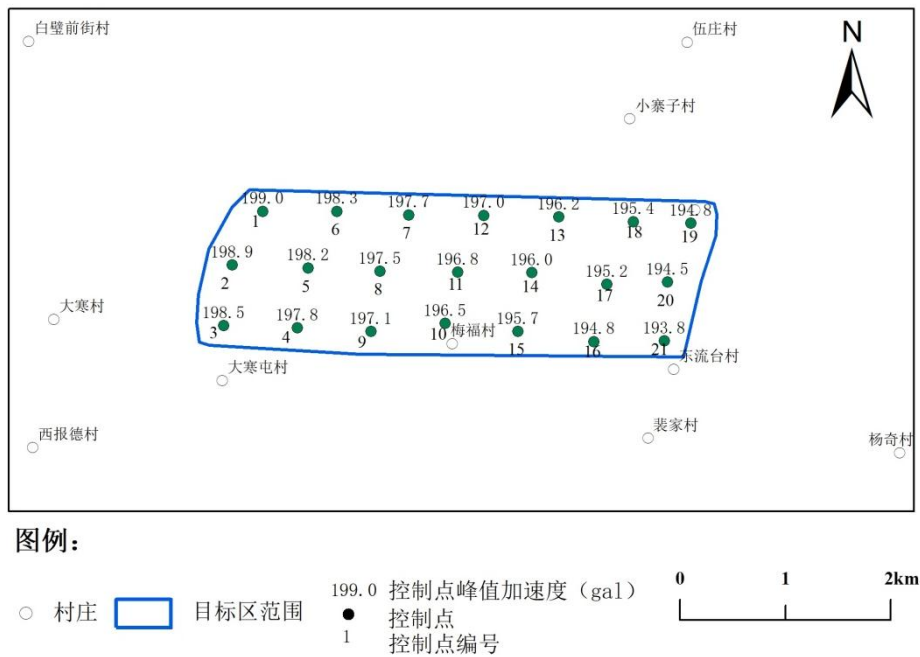 白璧前街村
伍庄村
N
小寨子村
199.0 198.3 197.7 197.0 196.2 195.4 194.8
1 6 7 12 13 18 19
198.9 198.2 197.5 196.8 196.0 195.2 194.5
2 5 8 11 14 17 20
大寒村
198.5 197.8 197.1 196.5 195.7 194.8 193.8
3 4 9 10 梅福村 15 16 21
大寒屯村
东流台村
西报德村
裴家村
杨奇村
图例：
0 1 2km
村庄
目标区范围
199.0 控制点峰值加速度（gal）
控制点
1 控制点编号